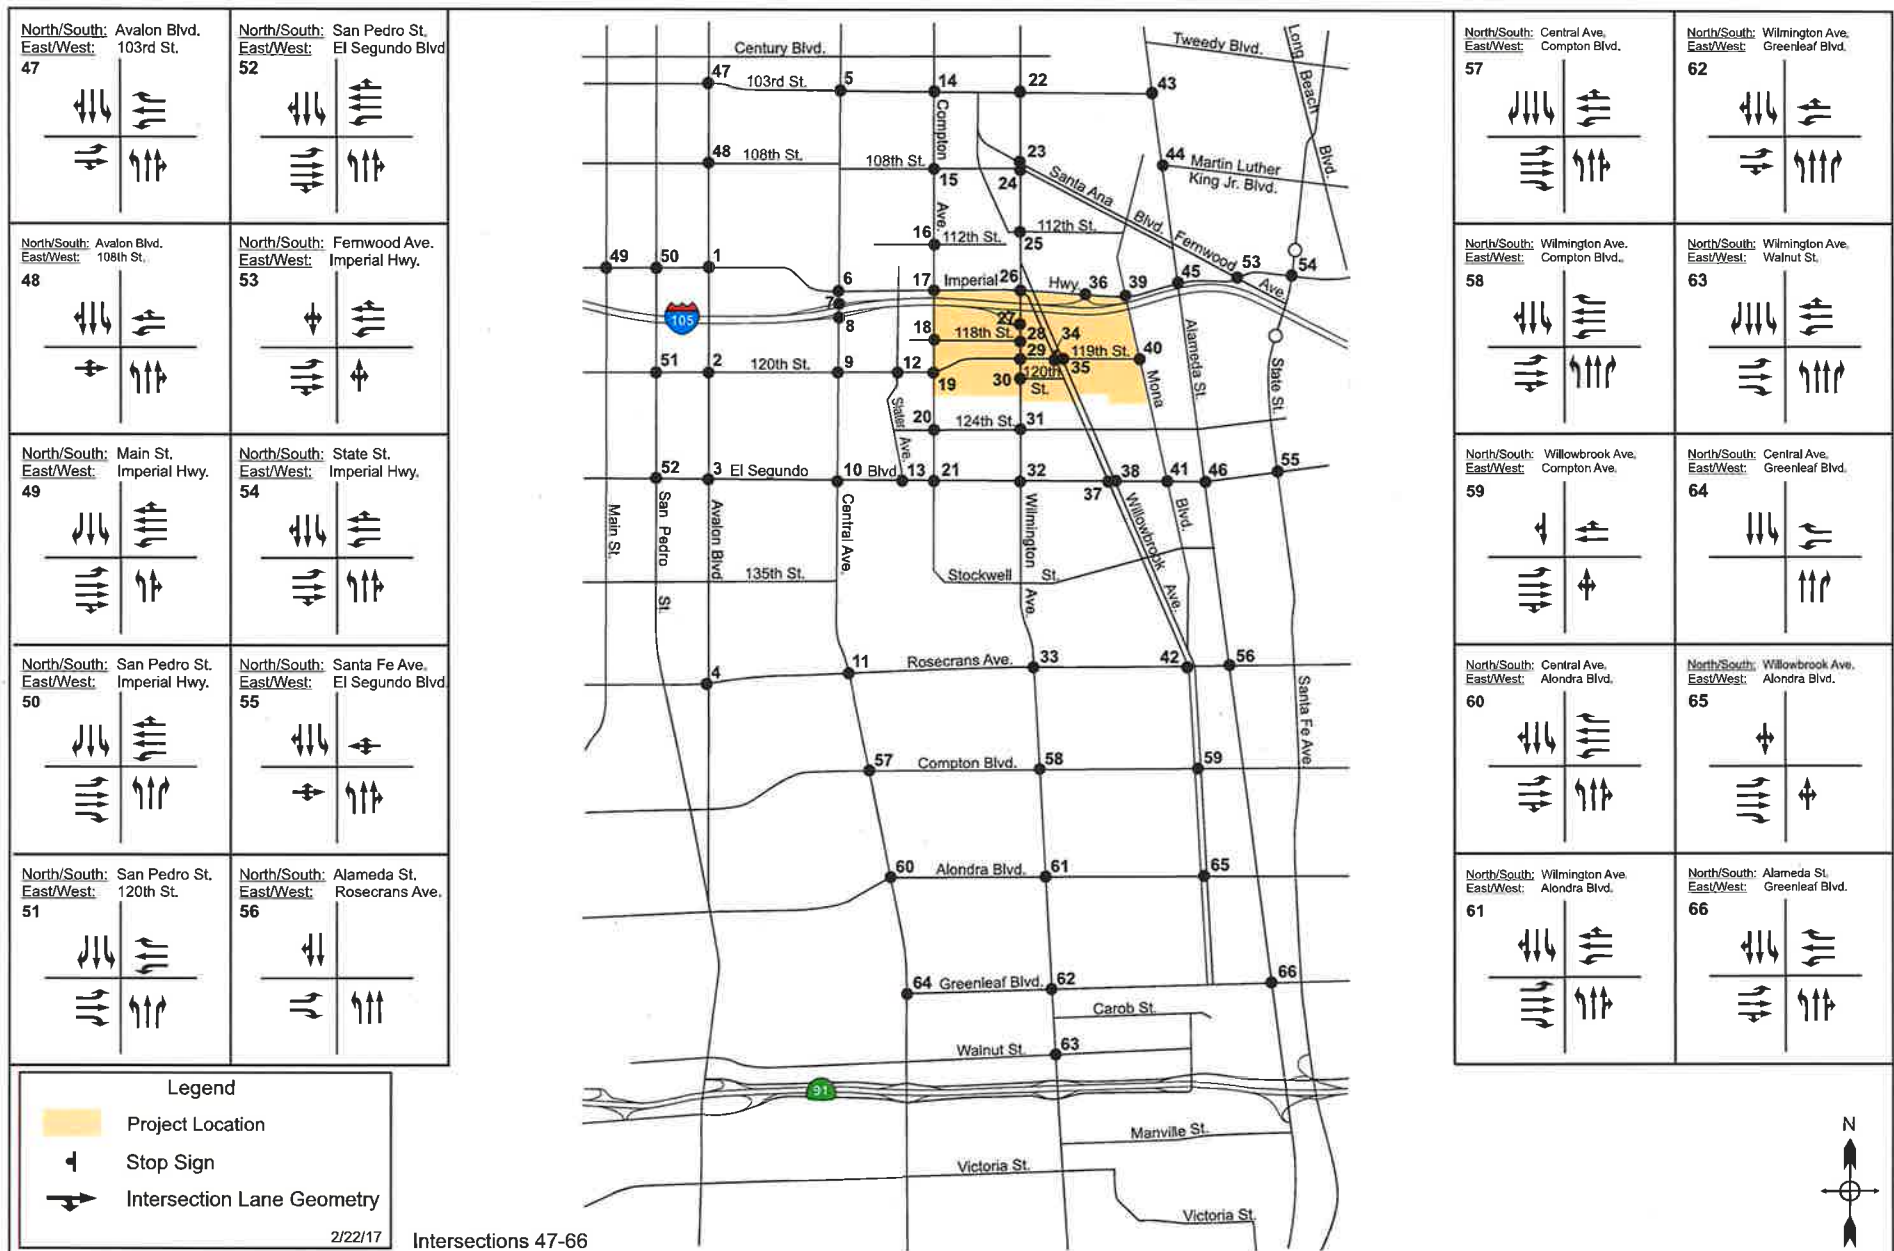 North/South: Avalon Blvd.
East/West: 103rd St.
47
North/South: San Pedro St.
East/West: El Segundo Blvd
52
North/South: Avalon Blvd.
East/West: 108th St.
48
North/South: Fernwood Ave.
East/West: Imperial Hwy.
53
North/South: Main St.
East/West: Imperial Hwy.
49
North/South: State St.
East/West: Imperial Hwy.
54
North/South: San Pedro St.
East/West: Imperial Hwy.
50
North/South: Santa Fe Ave.
East/West: El Segundo Blvd.
55
North/South: San Pedro St.
East/West: 120th St.
51
North/South: Alameda St.
East/West: Rosecrans Ave.
56
Legend
Project Location
Stop Sign
Intersection Lane Geometry
2/22/17
Intersections 47-66
Century Blvd.
Tweedy Blvd.
Long Beach Blvd.
47
103rd St.
5
14
22
43
Compton Ave.
48
108th St.
108th St.
15
23
24
44
Martin Luther
King Jr. Blvd.
Santa Ana Blvd.
Fernwood Ave.
16
112th St.
112th St.
25
49
50
1
6
7
8
17
Imperial
26
Hwy.
36
39
45
53
54
105
27
18
118th St.
28
34
29
119th St.
40
35
51
2
120th St.
9
12
19
30
120th
St.
Mona Blvd.
Alameda St.
State St.
Slater Ave.
20
124th St.
31
52
3
El Segundo
10
Blvd.
13
21
32
37
38
41
46
55
Main St.
San Pedro St.
Avalon Blvd
Central Ave.
Wilmington Ave.
Willowbrook Ave.
135th St.
Stockwell St.
4
11
Rosecrans Ave.
33
42
56
Santa Fe Ave.
57
Compton Blvd.
58
59
60
Alondra Blvd.
61
65
64
Greenleaf Blvd.
62
66
Carob St.
Walnut St.
63
91
Manville St.
Victoria St.
Victoria St.
North/South: Central Ave.
East/West: Compton Blvd.
57
North/South: Wilmington Ave.
East/West: Greenleaf Blvd.
62
North/South: Wilmington Ave.
East/West: Compton Blvd.
58
North/South: Wilmington Ave.
East/West: Walnut St.
63
North/South: Willowbrook Ave.
East/West: Compton Ave.
59
North/South: Central Ave.
East/West: Greenleaf Blvd.
64
North/South: Central Ave.
East/West: Alondra Blvd.
60
North/South: Willowbrook Ave.
East/West: Alondra Blvd.
65
North/South: Wilmington Ave.
East/West: Alondra Blvd.
61
North/South: Alameda St.
East/West: Greenleaf Blvd.
66
N